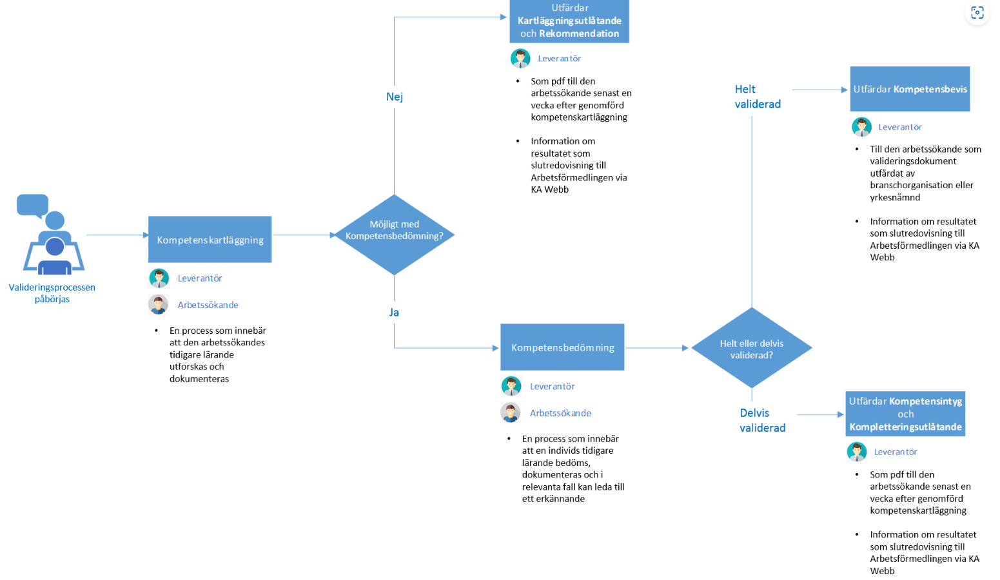 Valideringsprocessen
påbörjas
Kompetenskartläggning
Leverantör
Arbetssökande
• En process som innebär
att den arbetssökandes
tidigare lärande
utforskas och
dokumenteras
Möjligt med
Kompetensbedömning?
Nej
Utfärdar
Kartläggningsutlåtande
och Rekommendation
Leverantör
• Som pdf till den
arbetssökande senast en
vecka efter genomförd
kompetenskartläggning
• Information om
resultatet som
slutredovisning till
Arbetsförmedlingen via
KA Webb
Ja
Kompetensbedömning
Leverantör
Arbetssökande
• En process som innebär
att en individs tidigare
lärande bedöms,
dokumenteras och i
relevanta fall kan leda till
ett erkännande
Helt eller delvis
validerad?
Helt
validerad
Utfärdar Kompetensbevis
Leverantör
• Till den arbetssökande som
valideringsdokument
utfärdat av
branschorganisation eller
yrkesnämnd
• Information om resultatet
som slutredovisning till
Arbetsförmedlingen via KA
Webb
Delvis
validerad
Utfärdar Kompetensintyg
och
Kompletteringsutlåtande
Leverantör
• Som pdf till den
arbetssökande senast en
vecka efter genomförd
kompetenskartläggning
• Information om resultatet
som slutredovisning till
Arbetsförmedlingen via KA
Webb